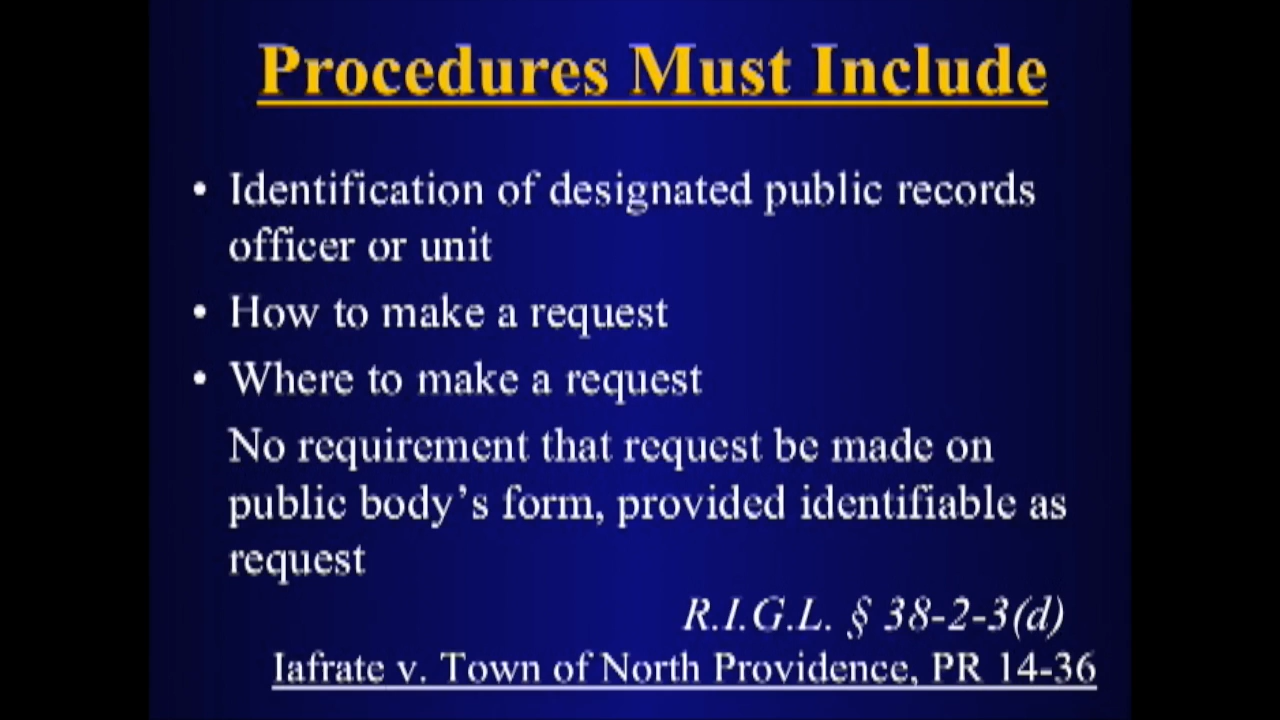 Procedures Must Include
• Identification of designated public records
officer or unit
• How to make a request
• Where to make a request
No requirement that request be made on
public body's form, provided identifiable as
request
R.I.G.L. § 38-2-3(d)
Iafrate v. Town of North Providence, PR 14-36